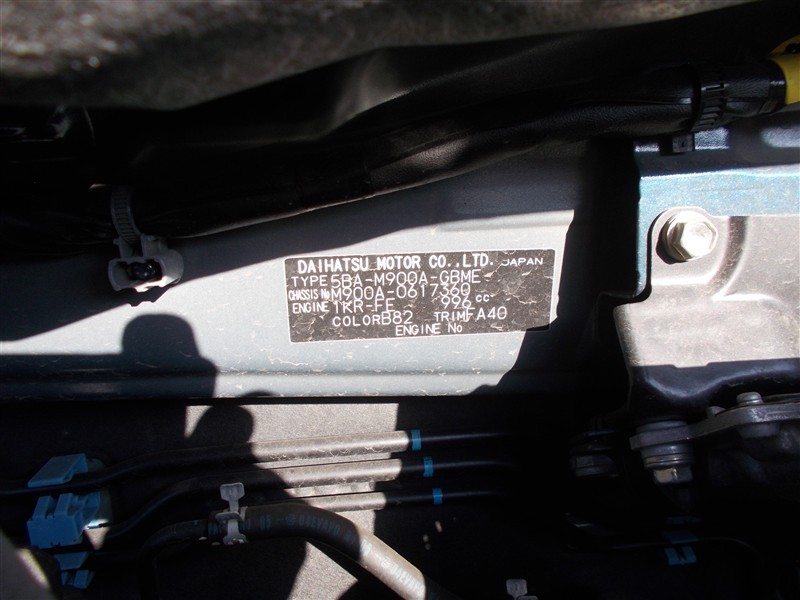 DAIHATSU MOTOR CO.,LTD. JAPAN
TYPE 5BA-M900A-GBME
CHASSIS No M900A-0617360
ENGINE 1KR-FE 996 cc
COLOR B82 TRIM FA40
ENGINE No